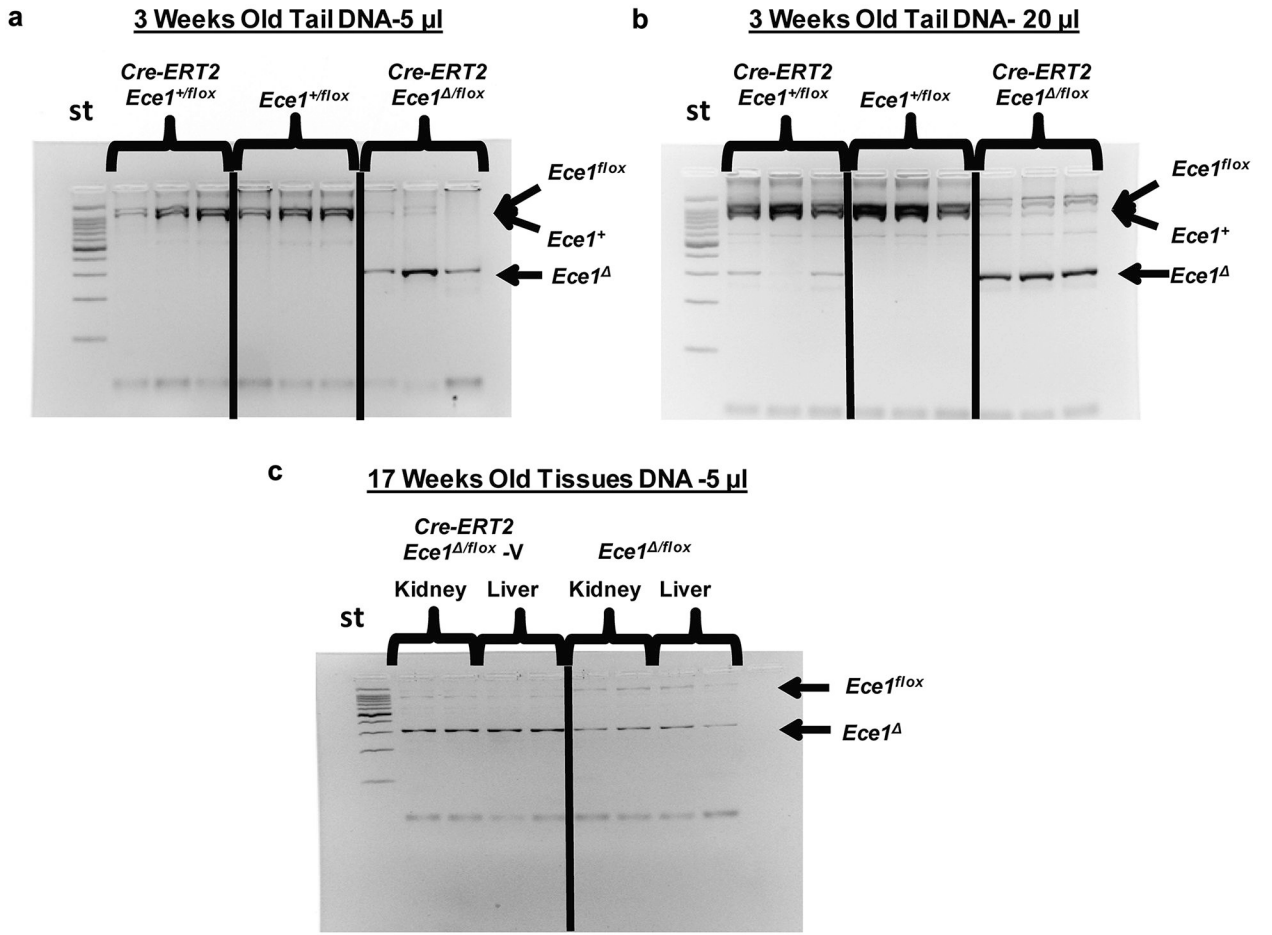 a
3 Weeks Old Tail DNA-5 µl
Cre-ERT2
Ece1+/flox
Ece1+/flox
Cre-ERT2
Ece1Δ/flox
st
Ece1flox
Ece1+
Ece1Δ
b
3 Weeks Old Tail DNA- 20 µl
Cre-ERT2
Ece1+/flox
Ece1+/flox
Cre-ERT2
Ece1Δ/flox
st
Ece1flox
Ece1+
Ece1Δ
c
17 Weeks Old Tissues DNA -5 µl
Cre-ERT2
Ece1Δ/flox -V
Ece1Δ/flox
Kidney Liver Kidney Liver
st
Ece1flox
Ece1Δ